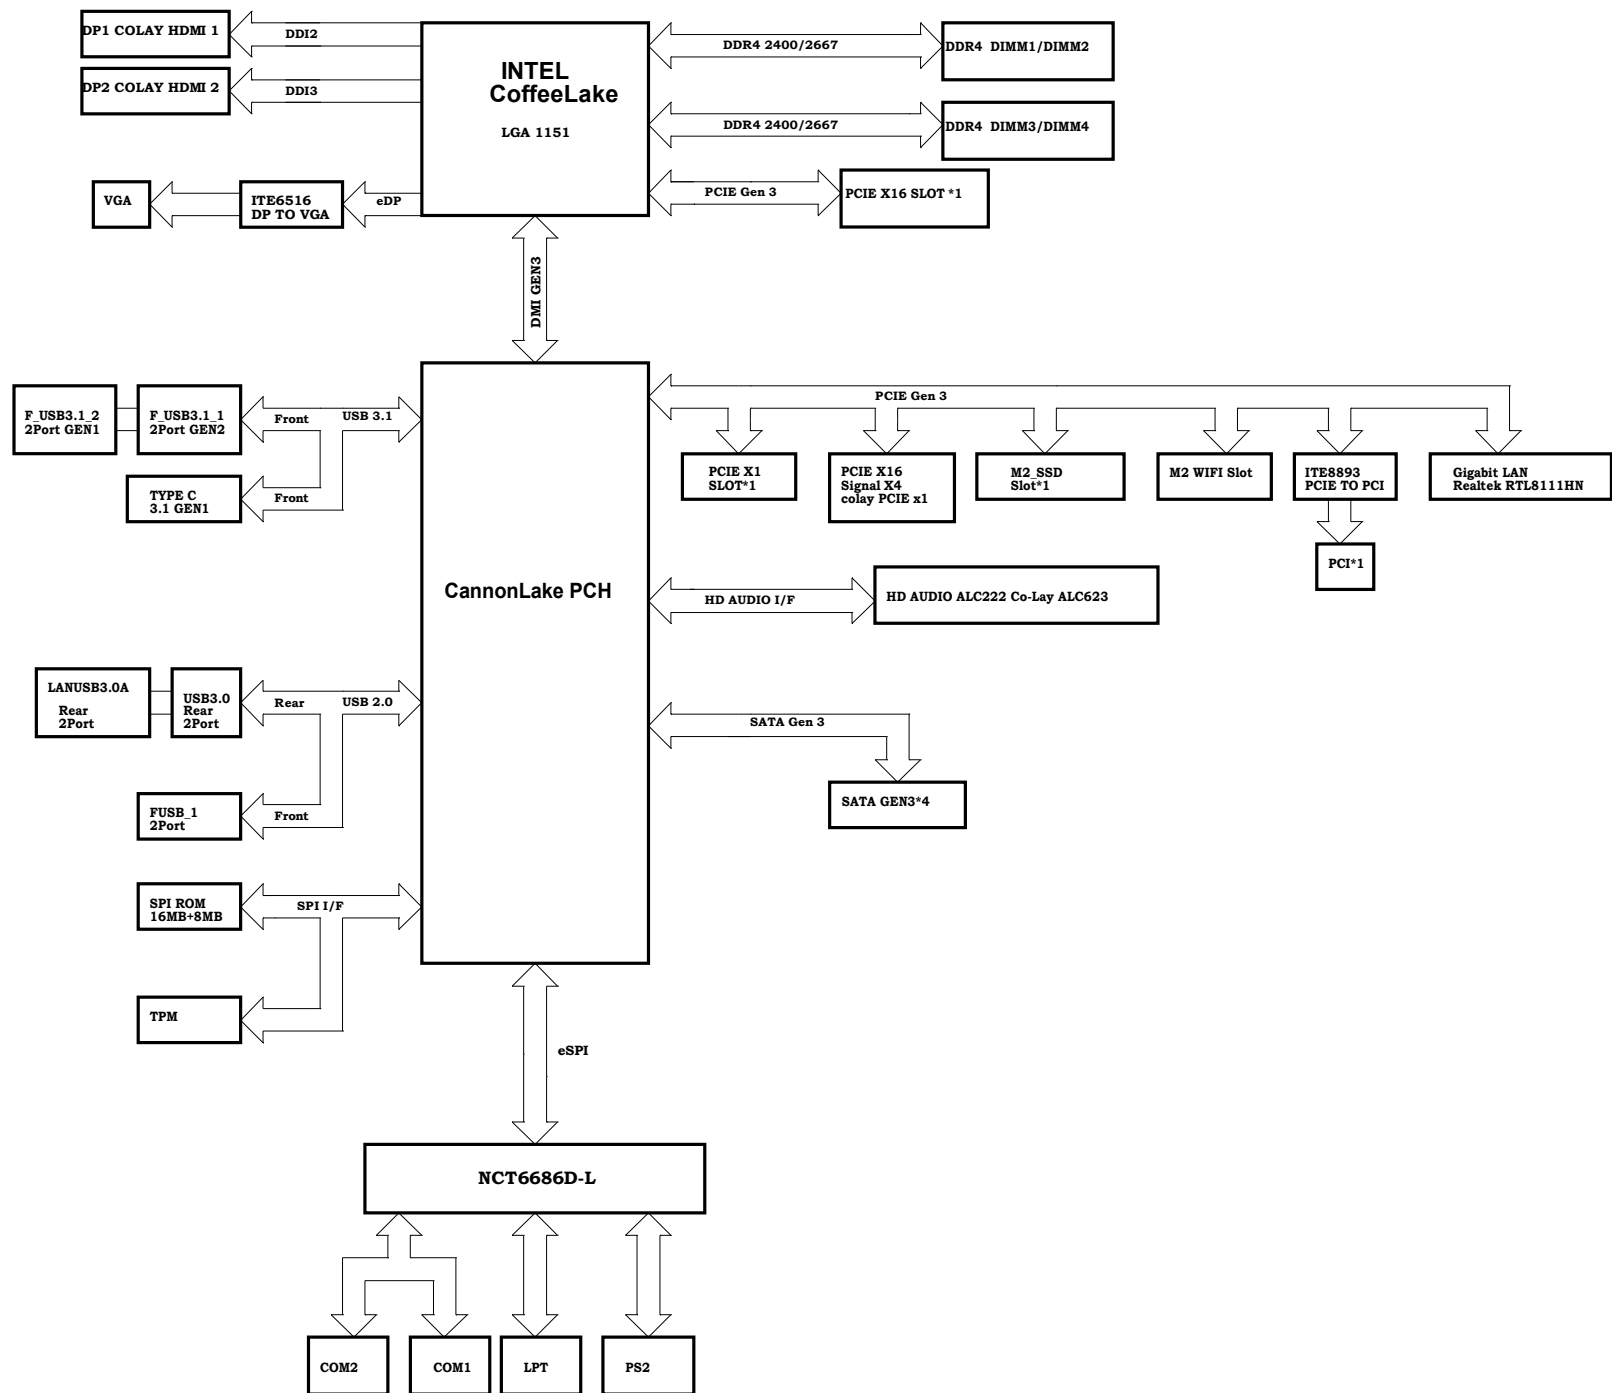 DP1 COLAY HDMI 1
DDI2
DP2 COLAY HDMI 2
DDI3
INTEL
CoffeeLake
LGA 1151
DDR4 2400/2667
DDR4 DIMM1/DIMM2
DDR4 2400/2667
DDR4 DIMM3/DIMM4
PCIE Gen 3
PCIE X16 SLOT *1
VGA
ITE6516
DP TO VGA
eDP
DMI GEN3
F_USB3.1_2
2Port GEN1
F_USB3.1_1
2Port GEN2
Front
USB 3.1
TYPE C
3.1 GEN1
Front
PCIE Gen 3
PCIE X1
SLOT*1
PCIE X16
Signal X4
colay PCIE x1
M2_SSD
Slot*1
M2 WIFI Slot
ITE8893
PCIE TO PCI
Gigabit LAN
Realtek RTL8111HN
PCI*1
CannonLake PCH
HD AUDIO I/F
HD AUDIO ALC222 Co-Lay ALC623
LANUSB3.0A
Rear
2Port
USB3.0
Rear
2Port
Rear
USB 2.0
SATA Gen 3
SATA GEN3*4
FUSB_1
2Port
Front
SPI ROM
16MB+8MB
SPI I/F
TPM
eSPI
NCT6686D-L
COM2
COM1
LPT
PS2